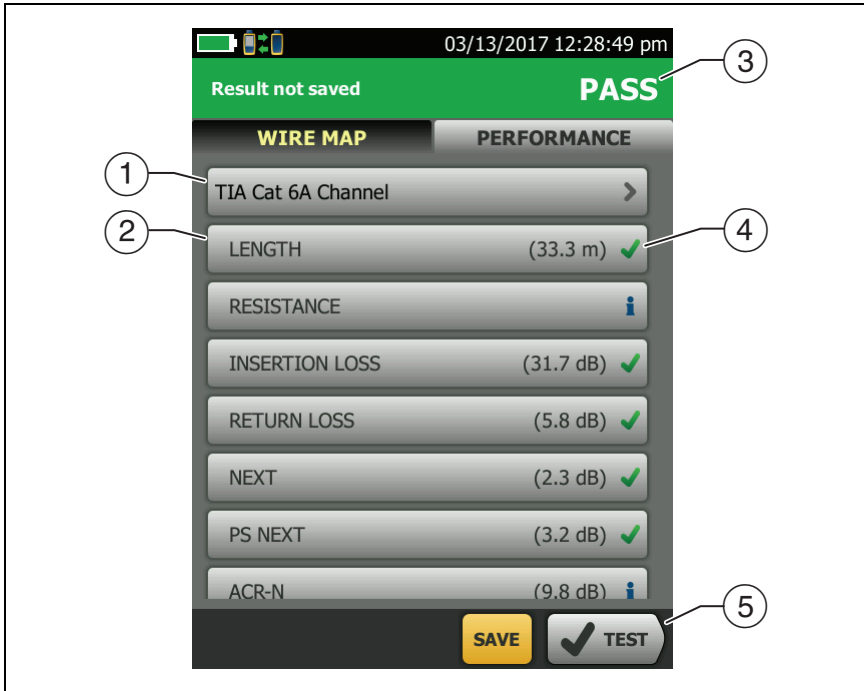 03/13/2017 12:28:49 pm
Result not saved PASS
3
WIRE MAP PERFORMANCE
1
TIA Cat 6A Channel
2
LENGTH (33.3 m)
4
RESISTANCE i
INSERTION LOSS (31.7 dB)
RETURN LOSS (5.8 dB)
NEXT (2.3 dB)
PS NEXT (3.2 dB)
ACR-N (9.8 dB) i
SAVE TEST
5